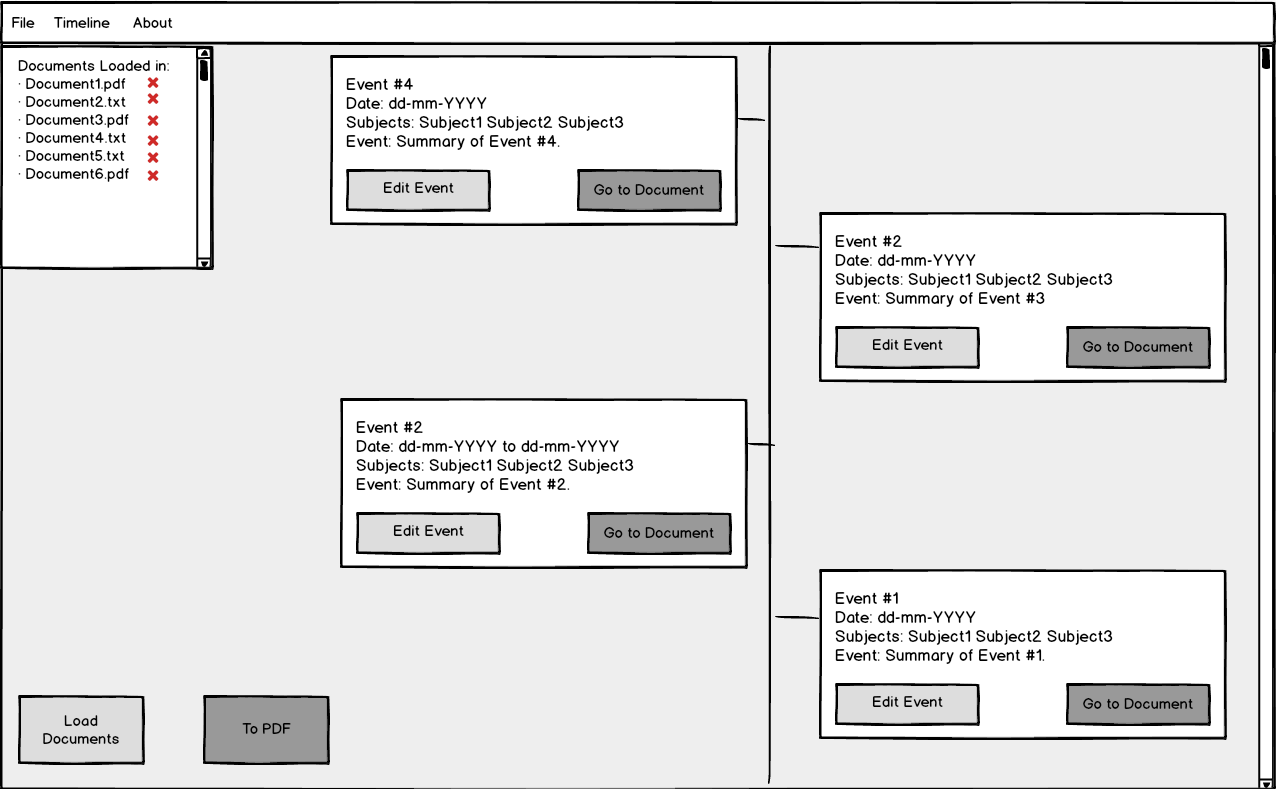 File Timeline About
Documents Loaded in:
· Document1.pdf
· Document2.txt
· Document3.pdf
· Document4.txt
· Document5.txt
· Document6.pdf
Event #4
Date: dd-mm-YYYY
Subjects: Subject1 Subject2 Subject3
Event: Summary of Event #4.
Edit Event
Go to Document
Event #2
Date: dd-mm-YYYY
Subjects: Subject1 Subject2 Subject3
Event: Summary of Event #3
Edit Event
Go to Document
Event #2
Date: dd-mm-YYYY to dd-mm-YYYY
Subjects: Subject1 Subject2 Subject3
Event: Summary of Event #2.
Edit Event
Go to Document
Event #1
Date: dd-mm-YYYY
Subjects: Subject1 Subject2 Subject3
Event: Summary of Event #1.
Edit Event
Go to Document
Load
Documents
To PDF